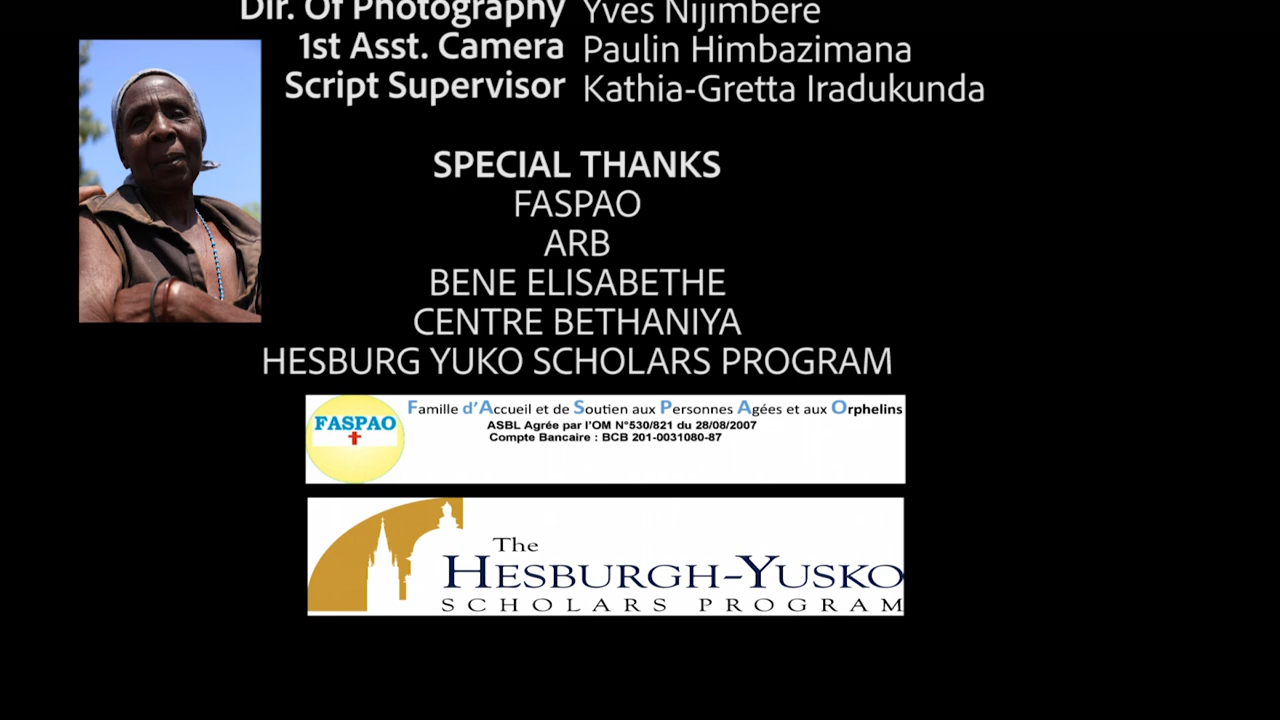 Dir. Of Photography Yves Nijimbere
1st Asst. Camera Paulin Himbazimana
Script Supervisor Kathia-Gretta Iradukunda
SPECIAL THANKS
FASPAO
ARB
BENE ELISABETHE
CENTRE BETHANIYA
HESBURG YUKO SCHOLARS PROGRAM
FASPAO
Famille d'Accueil et de Soutien aux Personnes Agées et aux Orphelins
ASBL Agrée par l'OM N°530/821 du 28/08/2007
Compte Bancaire : BCB 201-0031080-87
The
HESBURGH-YUSKO
SCHOLARS PROGRAM